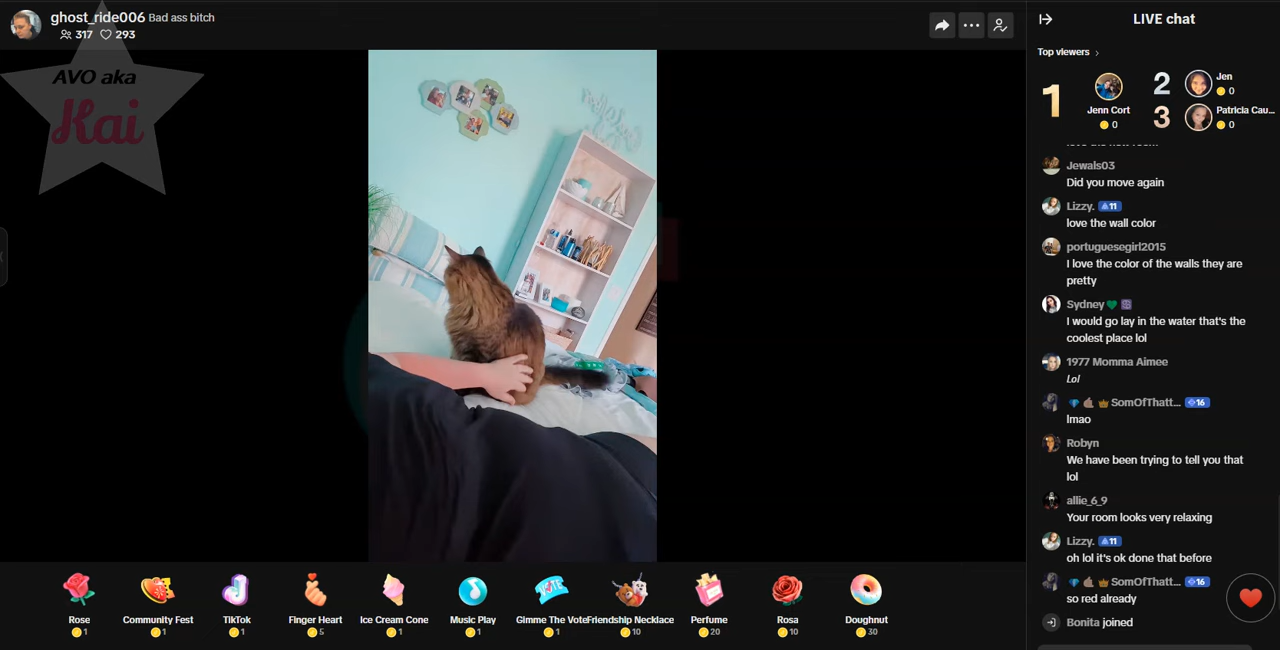 ghost_ride006 Bad ass bitch
317 293
AVO aka
Kai
LIVE chat
Top viewers
1
Jenn Cort
0
2
Jen
0
3
Patricia Cau...
0
Jewals03
Did you move again
Lizzy. 11
love the wall color
portuguesegirl2015
I love the color of the walls they are
pretty
Sydney
I would go lay in the water that's the
coolest place lol
1977 Momma Aimee
Lol
SomOfThatt... 16
lmao
Robyn
We have been trying to tell you that
lol
allie_6_9
Your room looks very relaxing
Lizzy. 11
oh lol it's ok done that before
SomOfThatt... 16
so red already
Bonita joined
Rose
1
Community Fest
1
TikTok
1
Finger Heart
5
Ice Cream Cone
1
Music Play
1
Gimme The Vote
1
Friendship Necklace
10
Perfume
20
Rosa
10
Doughnut
30